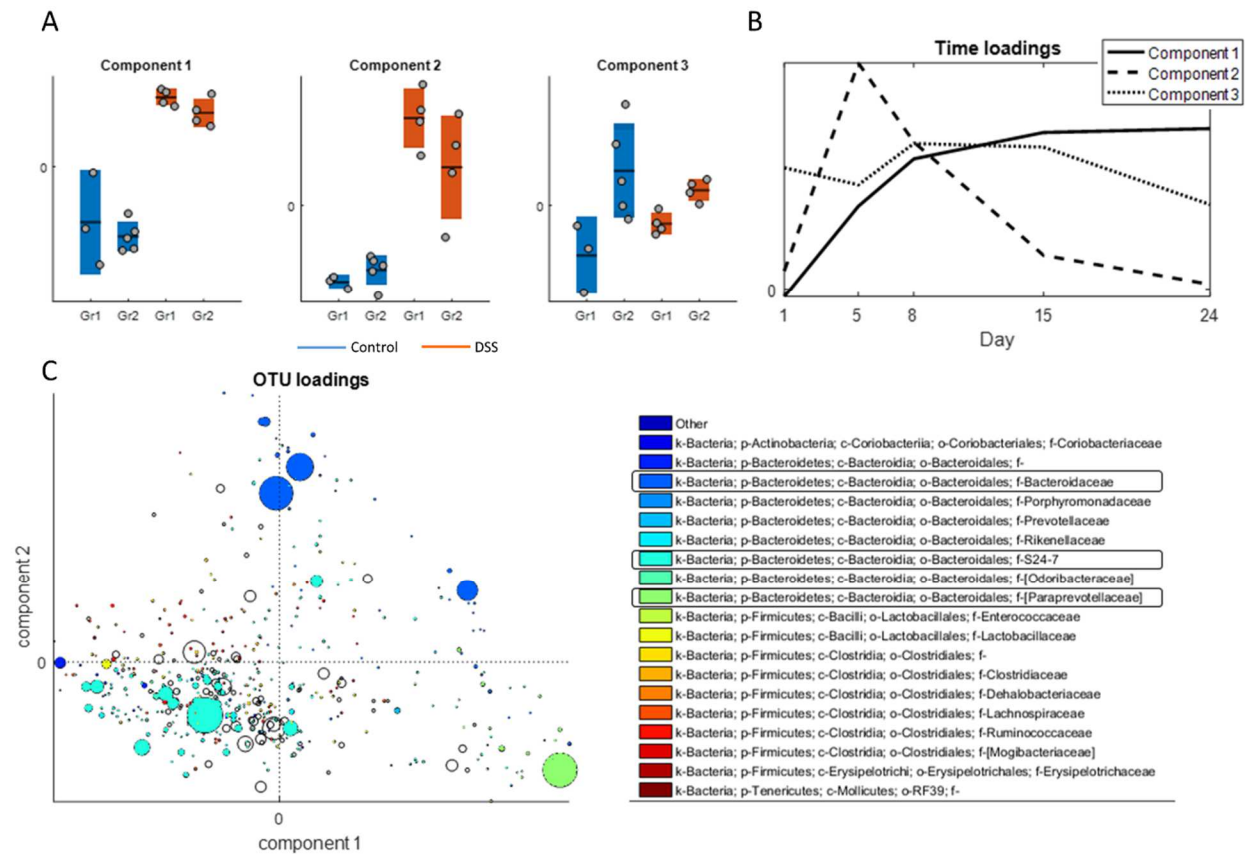 A
Component 1
0
Gr1 Gr2 Gr1 Gr2
Component 2
0
Gr1 Gr2 Gr1 Gr2
Component 3
0
Gr1 Gr2 Gr1 Gr2
Control DSS
B
Time loadings
Component 1
Component 2
Component 3
0
1 5 8 15 24
Day
C
OTU loadings
component 2
0
0
component 1
Other
k-Bacteria; p-Actinobacteria; c-Coriobacteriia; o-Coriobacteriales; f-Coriobacteriaceae
k-Bacteria; p-Bacteroidetes; c-Bacteroidia; o-Bacteroidales; f-
k-Bacteria; p-Bacteroidetes; c-Bacteroidia; o-Bacteroidales; f-Bacteroidaceae
k-Bacteria; p-Bacteroidetes; c-Bacteroidia; o-Bacteroidales; f-Porphyromonadaceae
k-Bacteria; p-Bacteroidetes; c-Bacteroidia; o-Bacteroidales; f-Prevotellaceae
k-Bacteria; p-Bacteroidetes; c-Bacteroidia; o-Bacteroidales; f-Rikenellaceae
k-Bacteria; p-Bacteroidetes; c-Bacteroidia; o-Bacteroidales; f-S24-7
k-Bacteria; p-Bacteroidetes; c-Bacteroidia; o-Bacteroidales; f-[Odoribacteraceae]
k-Bacteria; p-Bacteroidetes; c-Bacteroidia; o-Bacteroidales; f-[Paraprevotellaceae]
k-Bacteria; p-Firmicutes; c-Bacilli; o-Lactobacillales; f-Enterococcaceae
k-Bacteria; p-Firmicutes; c-Bacilli; o-Lactobacillales; f-Lactobacillaceae
k-Bacteria; p-Firmicutes; c-Clostridia; o-Clostridiales; f-
k-Bacteria; p-Firmicutes; c-Clostridia; o-Clostridiales; f-Clostridiaceae
k-Bacteria; p-Firmicutes; c-Clostridia; o-Clostridiales; f-Dehalobacteriaceae
k-Bacteria; p-Firmicutes; c-Clostridia; o-Clostridiales; f-Lachnospiraceae
k-Bacteria; p-Firmicutes; c-Clostridia; o-Clostridiales; f-Ruminococcaceae
k-Bacteria; p-Firmicutes; c-Clostridia; o-Clostridiales; f-[Mogibacteriaceae]
k-Bacteria; p-Firmicutes; c-Erysipelotrichi; o-Erysipelotrichales; f-Erysipelotrichaceae
k-Bacteria; p-Tenericutes; c-Mollicutes; o-RF39; f-